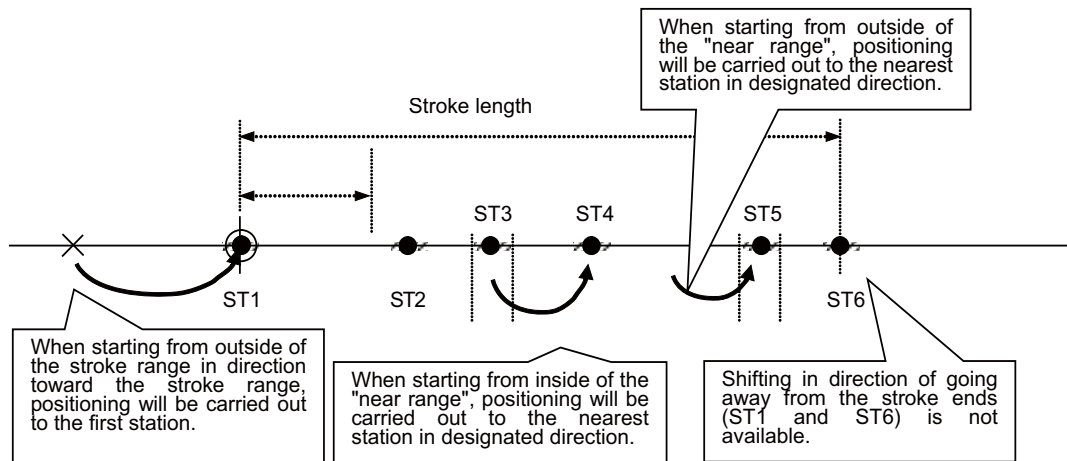 When starting from outside of
the "near range", positioning
will be carried out to the nearest
station in designated direction.
Stroke length
ST3
ST4
ST5
ST1
ST2
ST6
When starting from outside of
the stroke range in direction
toward the stroke range,
positioning will be carried out
to the first station.
When starting from inside of the
"near range", positioning will be
carried out to the nearest
station in designated direction.
Shifting in direction of going
away from the stroke ends
(ST1 and ST6) is not
available.